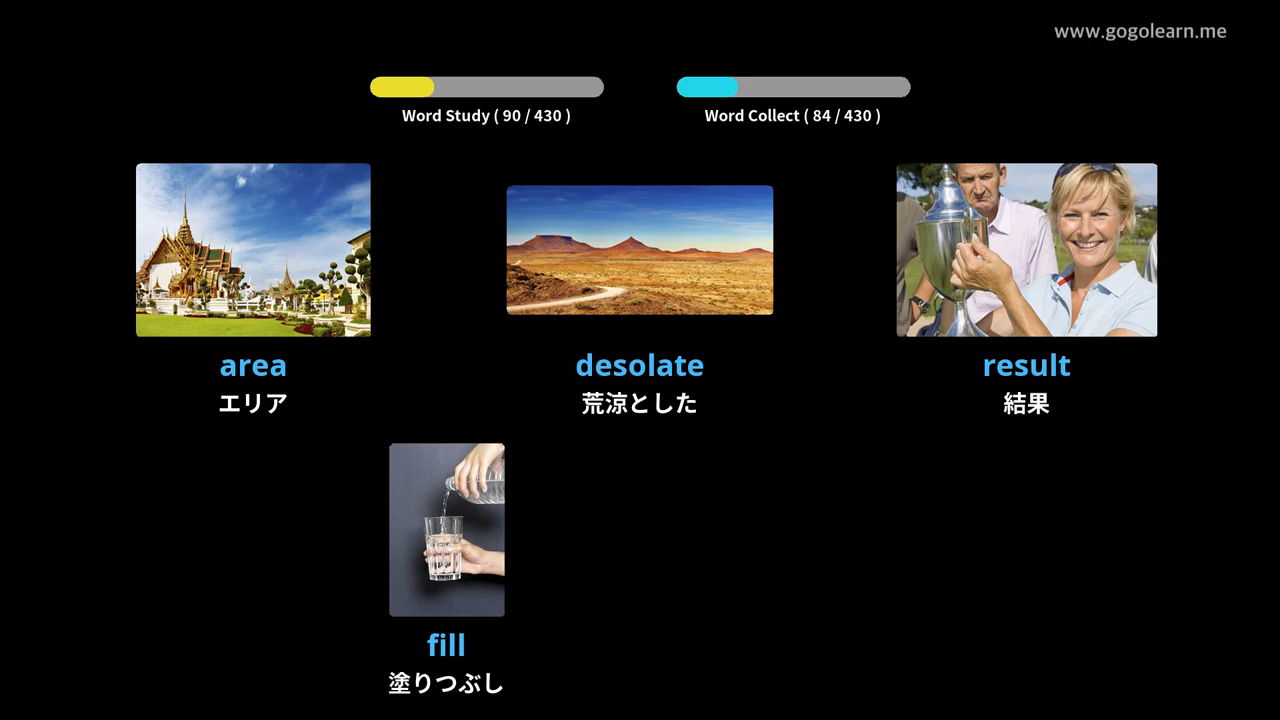 www.gogolearn.me
Word Study ( 90 / 430 )
Word Collect ( 84 / 430 )
area
エリア
desolate
荒涼とした
result
結果
fill
塗りつぶし